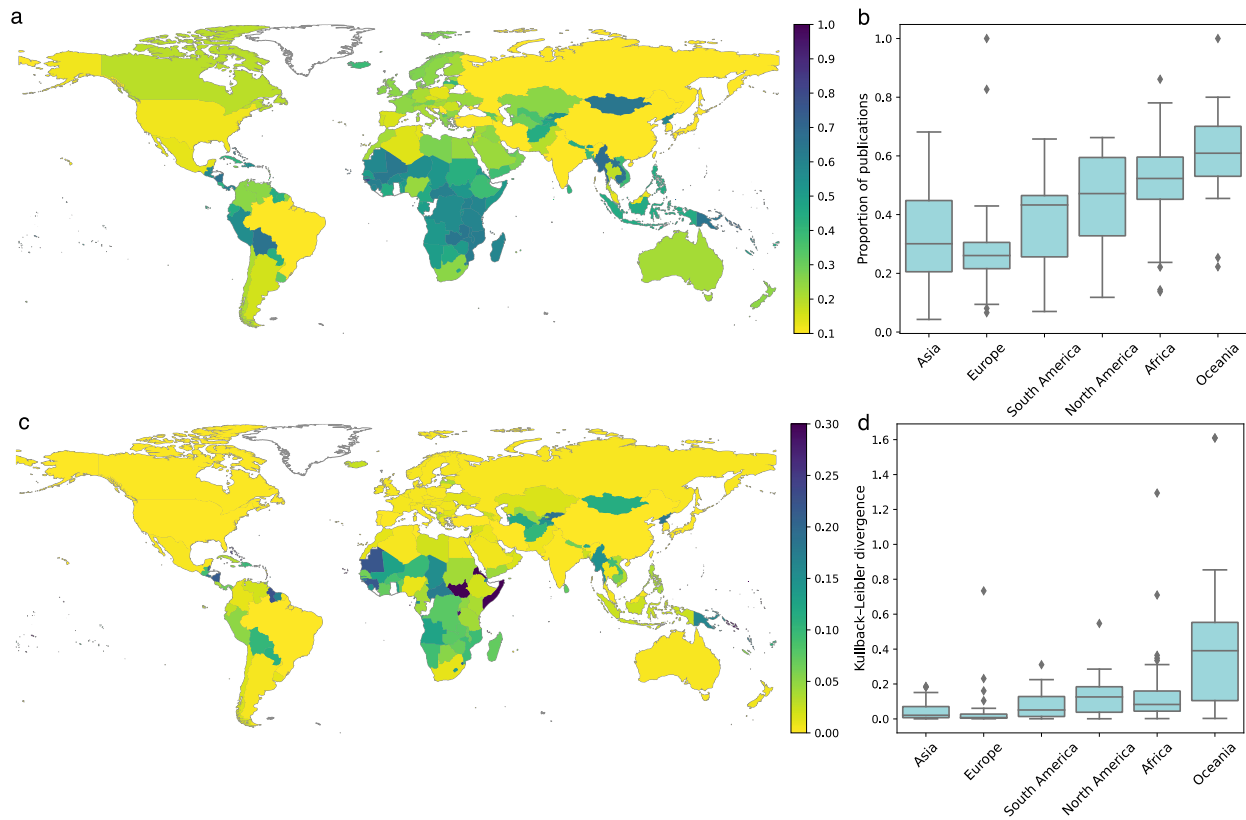 a
1.0
0.9
0.8
0.7
0.6
0.5
0.4
0.3
0.2
0.1
b
Proportion of publications
1.0
0.8
0.6
0.4
0.2
0.0
Asia
Europe
South America
North America
Africa
Oceania
c
0.30
0.25
0.20
0.15
0.10
0.05
0.00
d
Kullback–Leibler divergence
1.6
1.4
1.2
1.0
0.8
0.6
0.4
0.2
0.0
Asia
Europe
South America
North America
Africa
Oceania